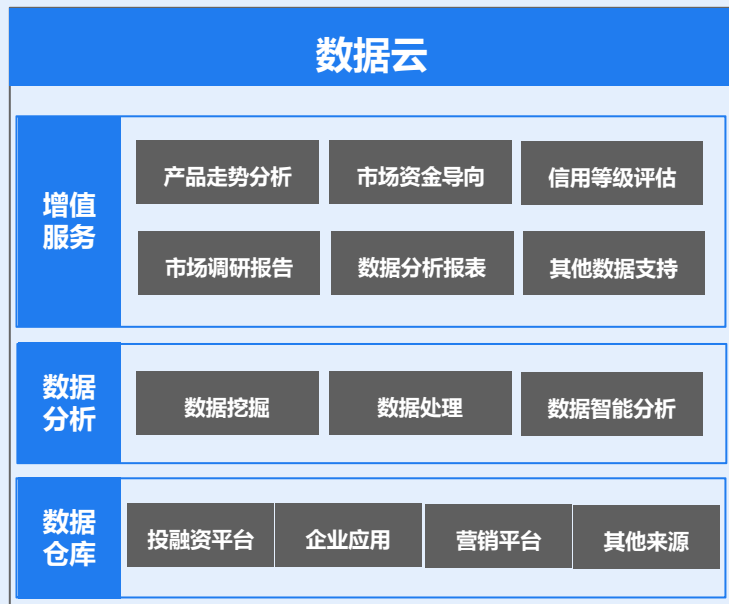 数据云
增值
服务
产品走势分析
市场资金导向
信用等级评估
市场调研报告
数据分析报表
其他数据支持
数据
分析
数据挖掘
数据处理
数据智能分析
数据
仓库
投融资平台
企业应用
营销平台
其他来源